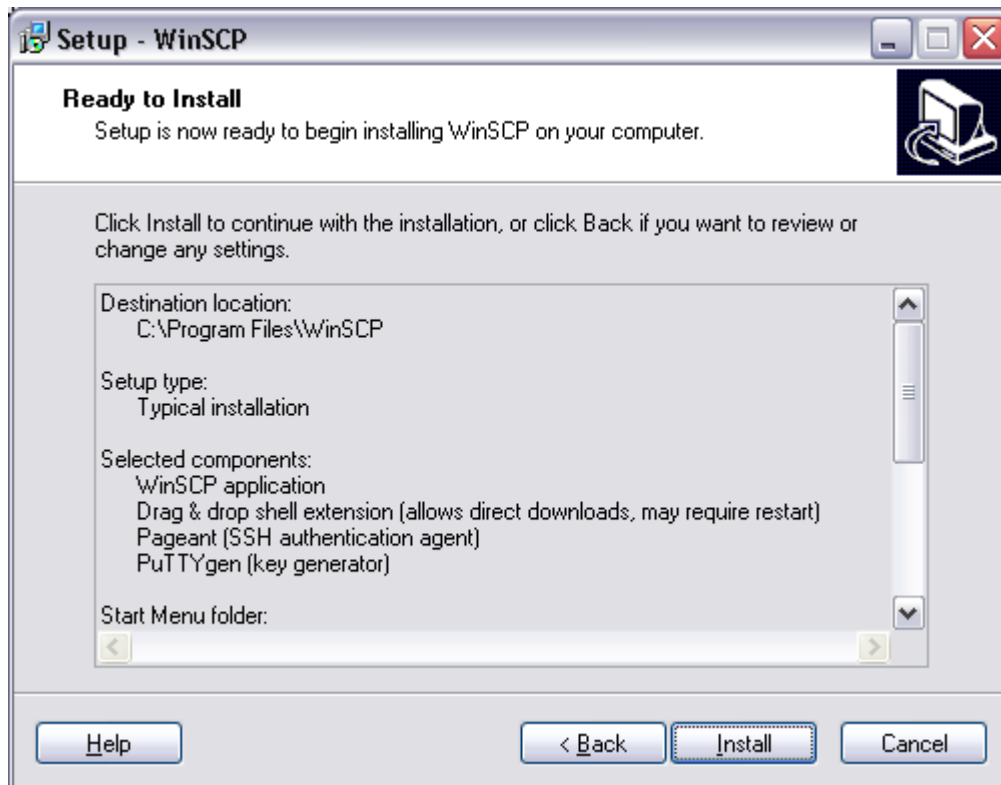 Setup - WinSCP
Ready to Install
Setup is now ready to begin installing WinSCP on your computer.
Click Install to continue with the installation, or click Back if you want to review or
change any settings.
Destination location:
C:\Program Files\WinSCP
Setup type:
Typical installation
Selected components:
WinSCP application
Drag & drop shell extension (allows direct downloads, may require restart)
Pageant (SSH authentication agent)
PuTTYgen (key generator)
Start Menu folder:
Help
< Back
Install
Cancel